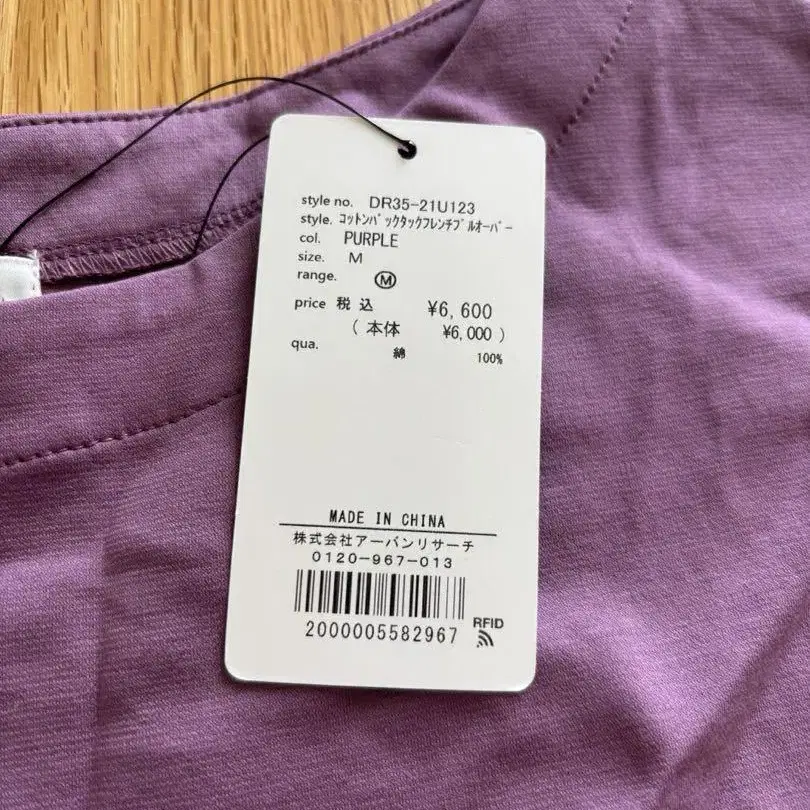 style no. DR35-21U123
style. ｺｯﾄﾝﾊﾞｯｸﾀｯｸﾌﾚﾝﾁﾌﾟﾙｵｰﾊﾞｰ
col. PURPLE
size. M
range. Ⓜ
price 税込 ¥6,600
(本体 ¥6,000)
qua. 綿 100%
MADE IN CHINA
株式会社アーバンリサーチ
0120-967-013
2000005582967
RFID